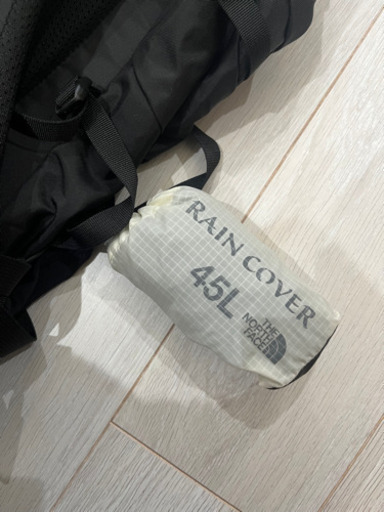 RAIN COVER
45L
THE
NORTH
FACE